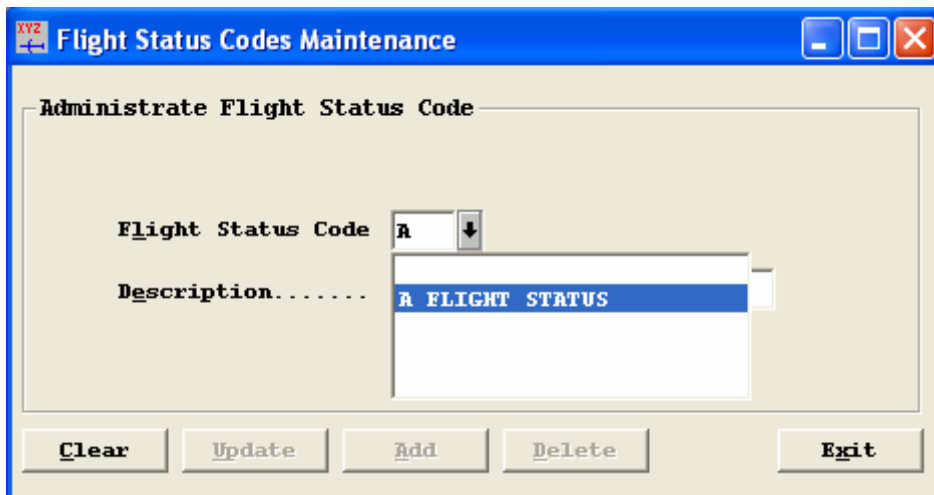 XYZ
Flight Status Codes Maintenance
Administrate Flight Status Code
Flight Status Code A
Description.......
A FLIGHT STATUS
Clear Update Add Delete Exit